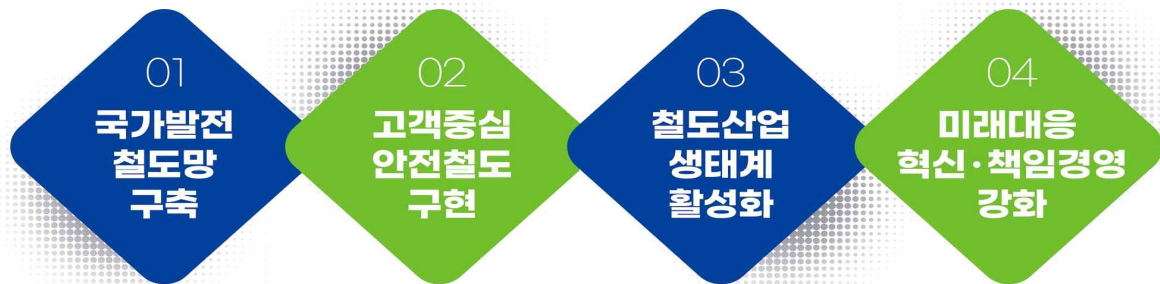 01
국가발전
철도망
구축
02
고객중심
안전철도
구현
03
철도산업
생태계
활성화
04
미래대응
혁신·책임경영
강화